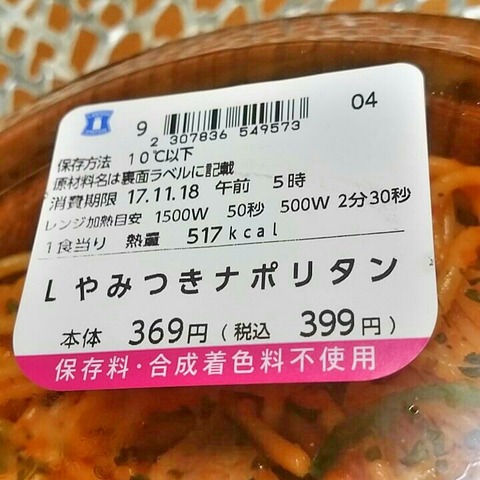 9 04
2 307836 549573
保存方法 10℃以下
原材料名は裏面ラベルに記載
消費期限 17.11.18 午前 5時
レンジ加熱目安 1500W 50秒 500W 2分30秒
1食当り 熱量 517kcal
L やみつきナポリタン
本体 369円(税込 399円)
保存料・合成着色料不使用